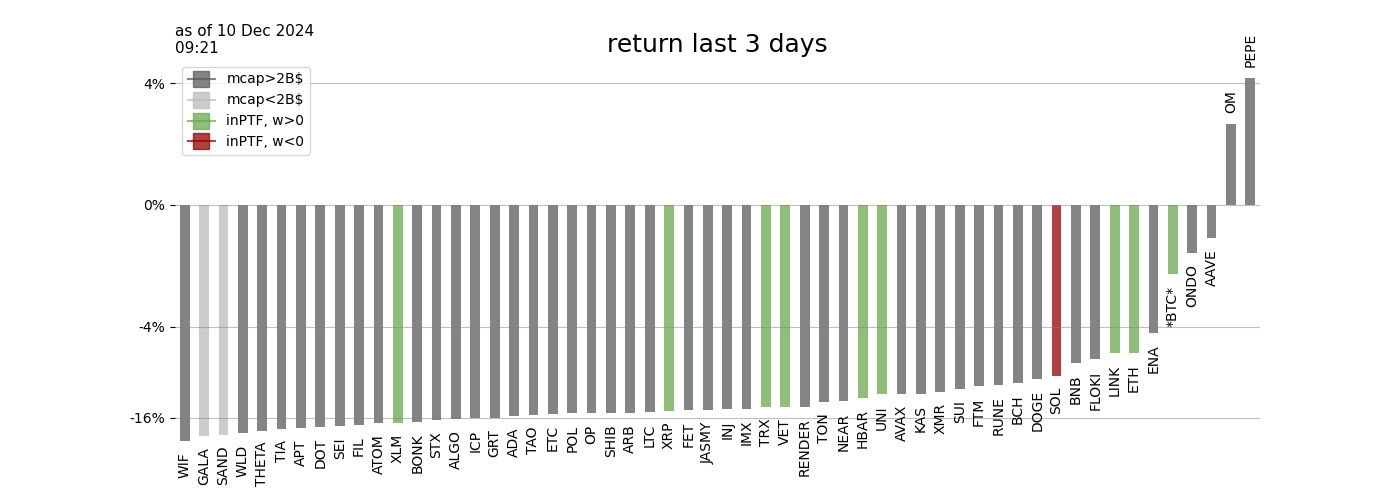 as of 10 Dec 2024
09:21
return last 3 days
mcap>2B$
mcap<2B$
inPTF, w>0
inPTF, w<0
4%
0%
-4%
-16%
WIF
GALA
SAND
WLD
THETA
TIA
APT
DOT
SEI
FIL
ATOM
XLM
BONK
STX
ALGO
ICP
GRT
ADA
TAO
ETC
POL
OP
SHIB
ARB
LTC
XRP
FET
JASMY
INJ
IMX
TRX
VET
RENDER
TON
NEAR
HBAR
UNI
AVAX
KAS
XMR
SUI
FTM
RUNE
BCH
DOGE
SOL
BNB
FLOKI
LINK
ETH
ENA
*BTC*
ONDO
AAVE
OM
PEPE